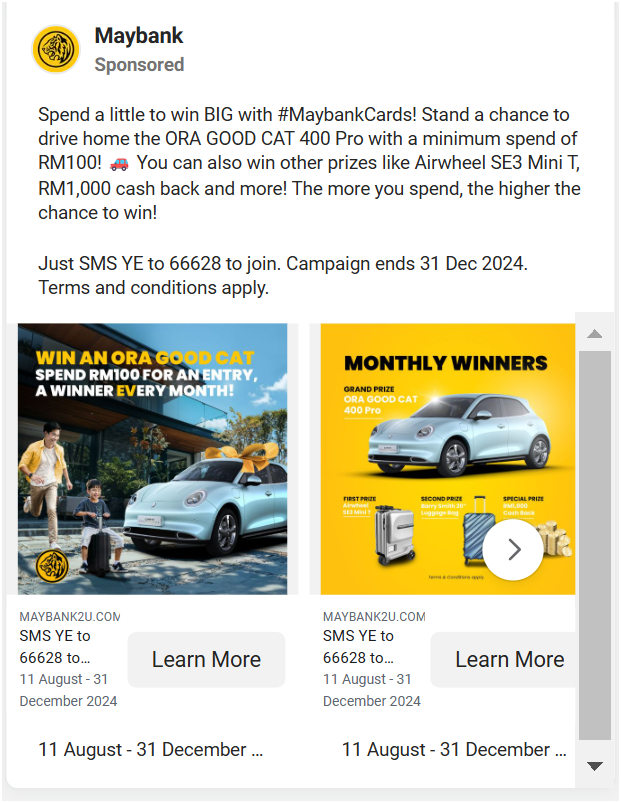 Maybank
Sponsored
Spend a little to win BIG with #MaybankCards! Stand a chance to
drive home the ORA GOOD CAT 400 Pro with a minimum spend of
RM100! 🚗 You can also win other prizes like Airwheel SE3 Mini T,
RM1,000 cash back and more! The more you spend, the higher the
chance to win!
Just SMS YE to 66628 to join. Campaign ends 31 Dec 2024.
Terms and conditions apply.
WIN AN ORA GOOD CAT
SPEND RM100 FOR AN ENTRY,
A WINNER EVERY MONTH!
MONTHLY WINNERS
GRAND PRIZE
ORA GOOD CAT
400 Pro
FIRST PRIZE
Airwheel
SE3 Mini T
SECOND PRIZE
Barry Smith 20"
Luggage Bag
SPECIAL PRIZE
RM1,000
Cash Back
Terms & Conditions apply.
MAYBANK2U.COM
SMS YE to
66628 to...
11 August - 31
December 2024
Learn More
MAYBANK2U.COM
SMS YE to
66628 to...
11 August - 31
December 2024
Learn More
11 August - 31 December ...
11 August - 31 December ...